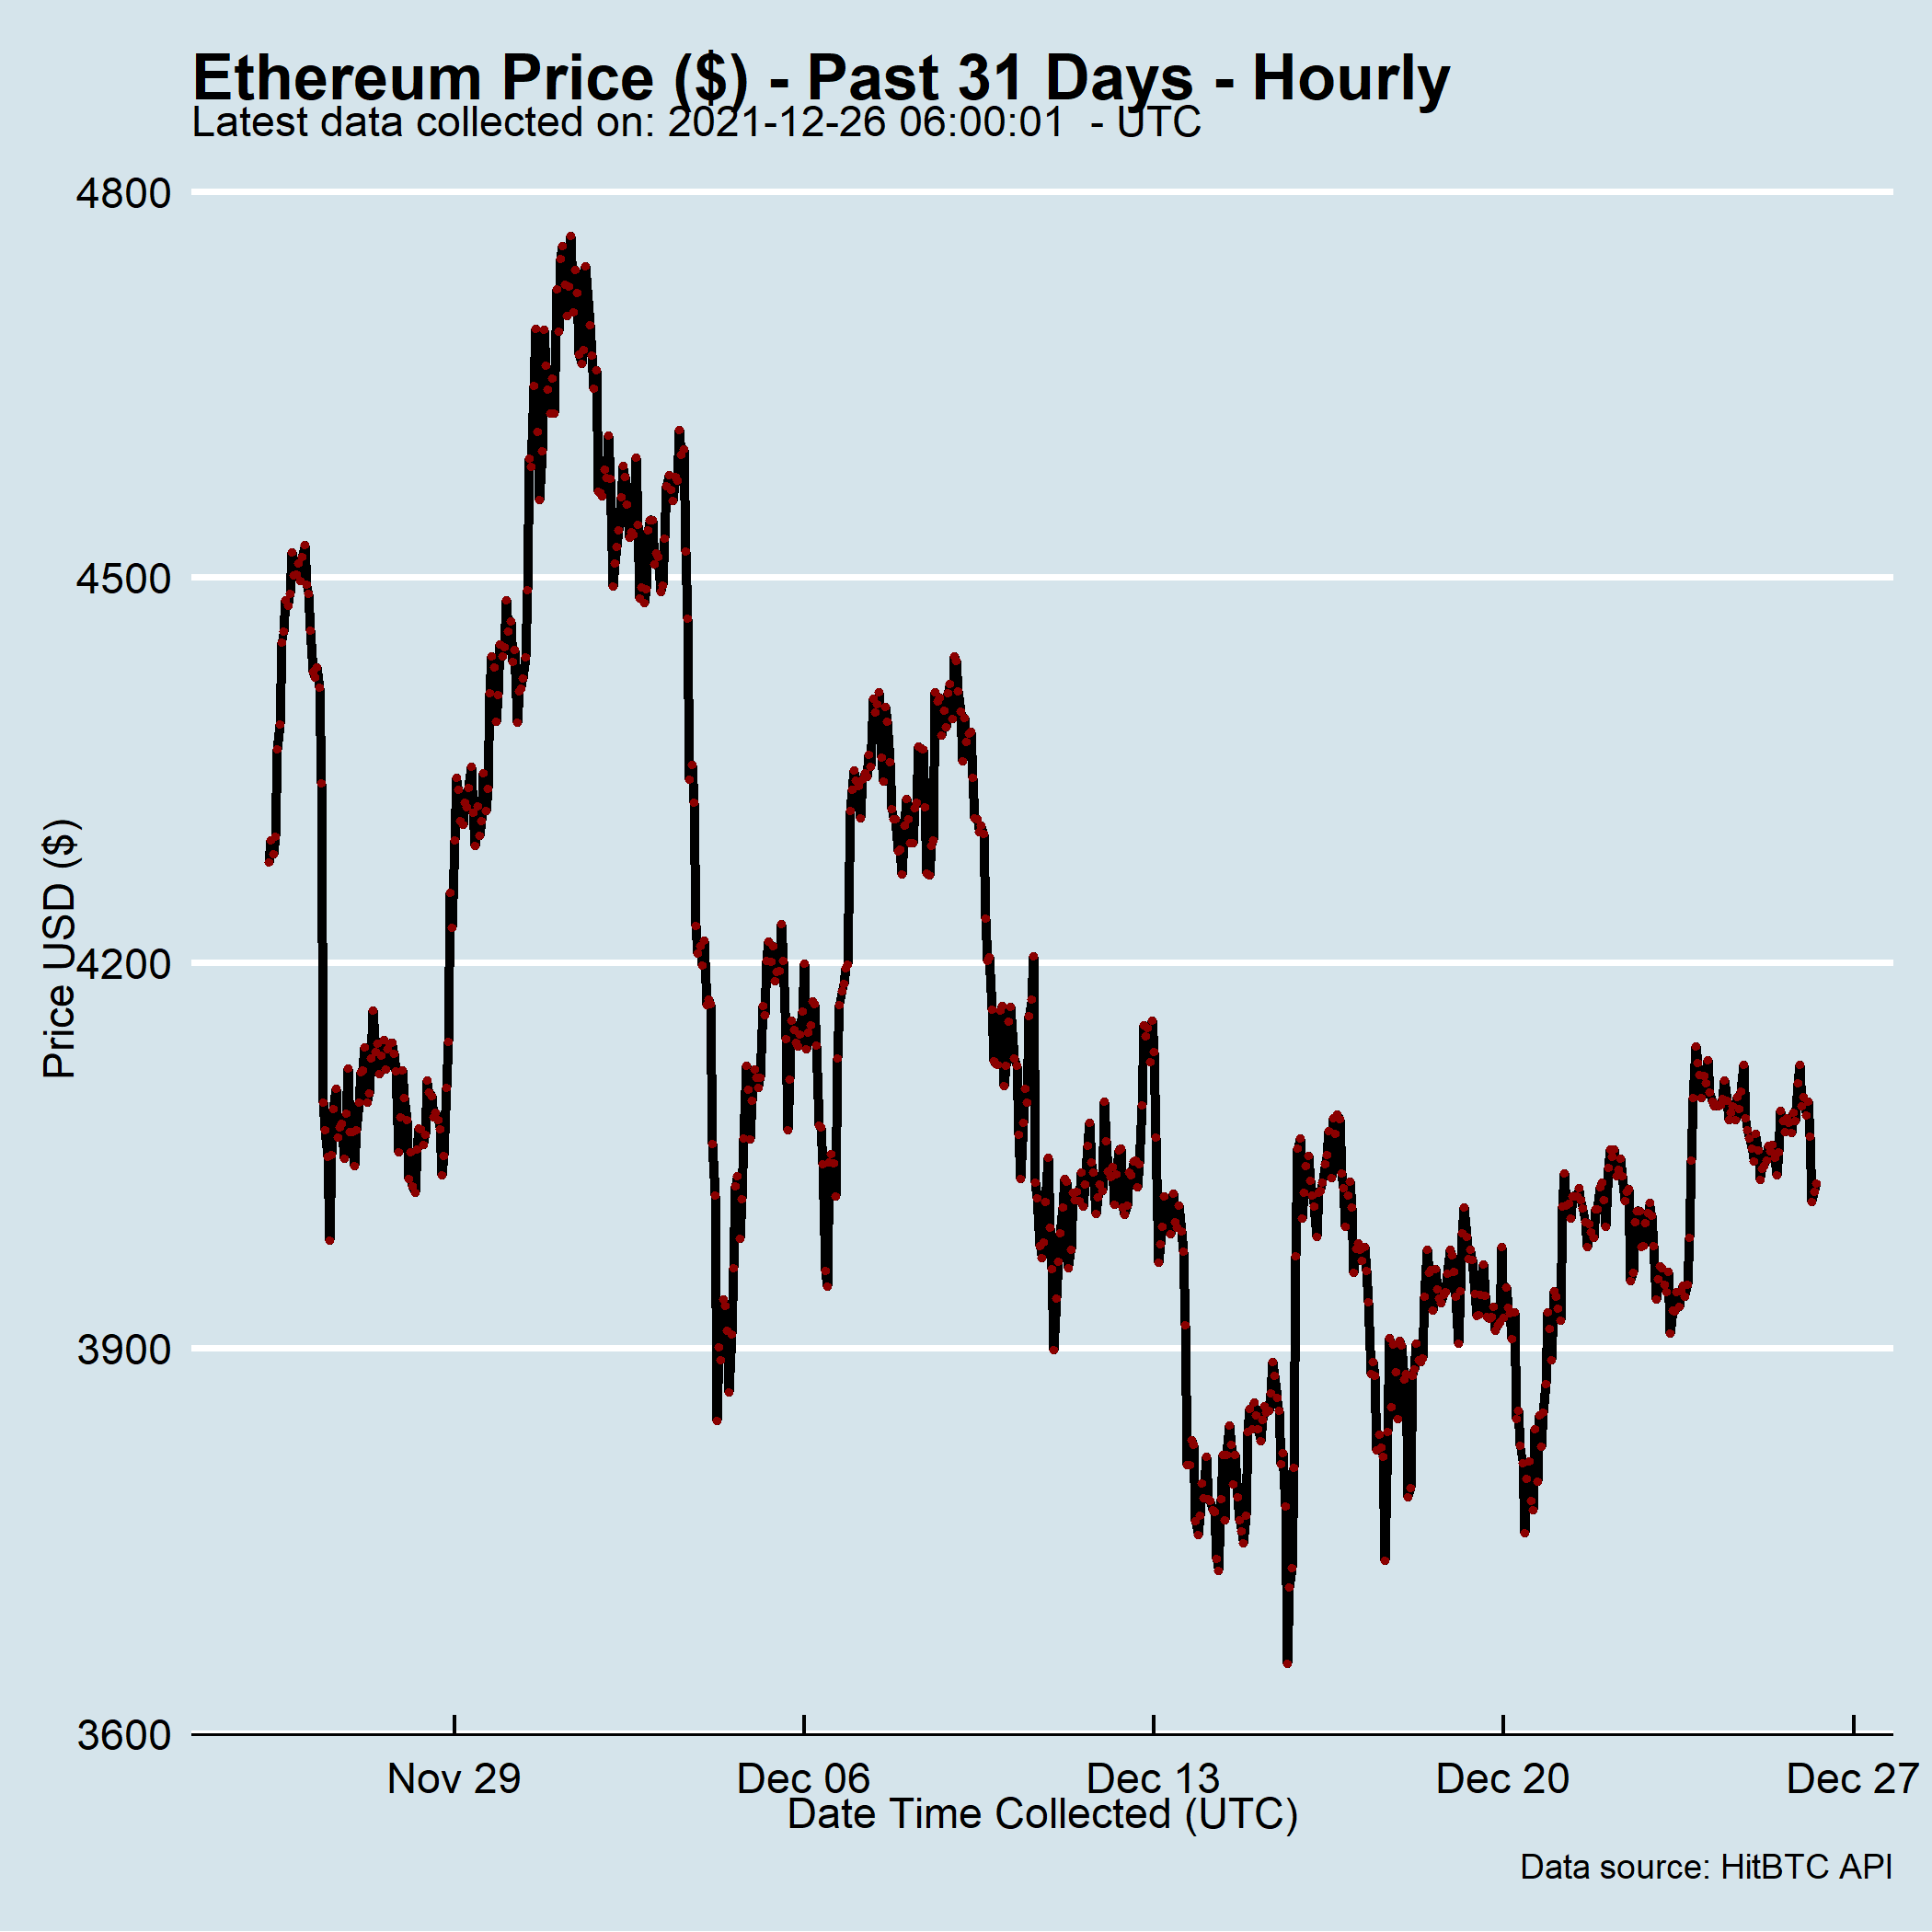 Ethereum Price ($) - Past 31 Days - Hourly
Latest data collected on: 2021-12-26 06:00:01  - UTC
Price USD ($)
4800
4500
4200
3900
3600
Nov 29 Dec 06 Dec 13 Dec 20 Dec 27
Date Time Collected (UTC)
Data source: HitBTC API